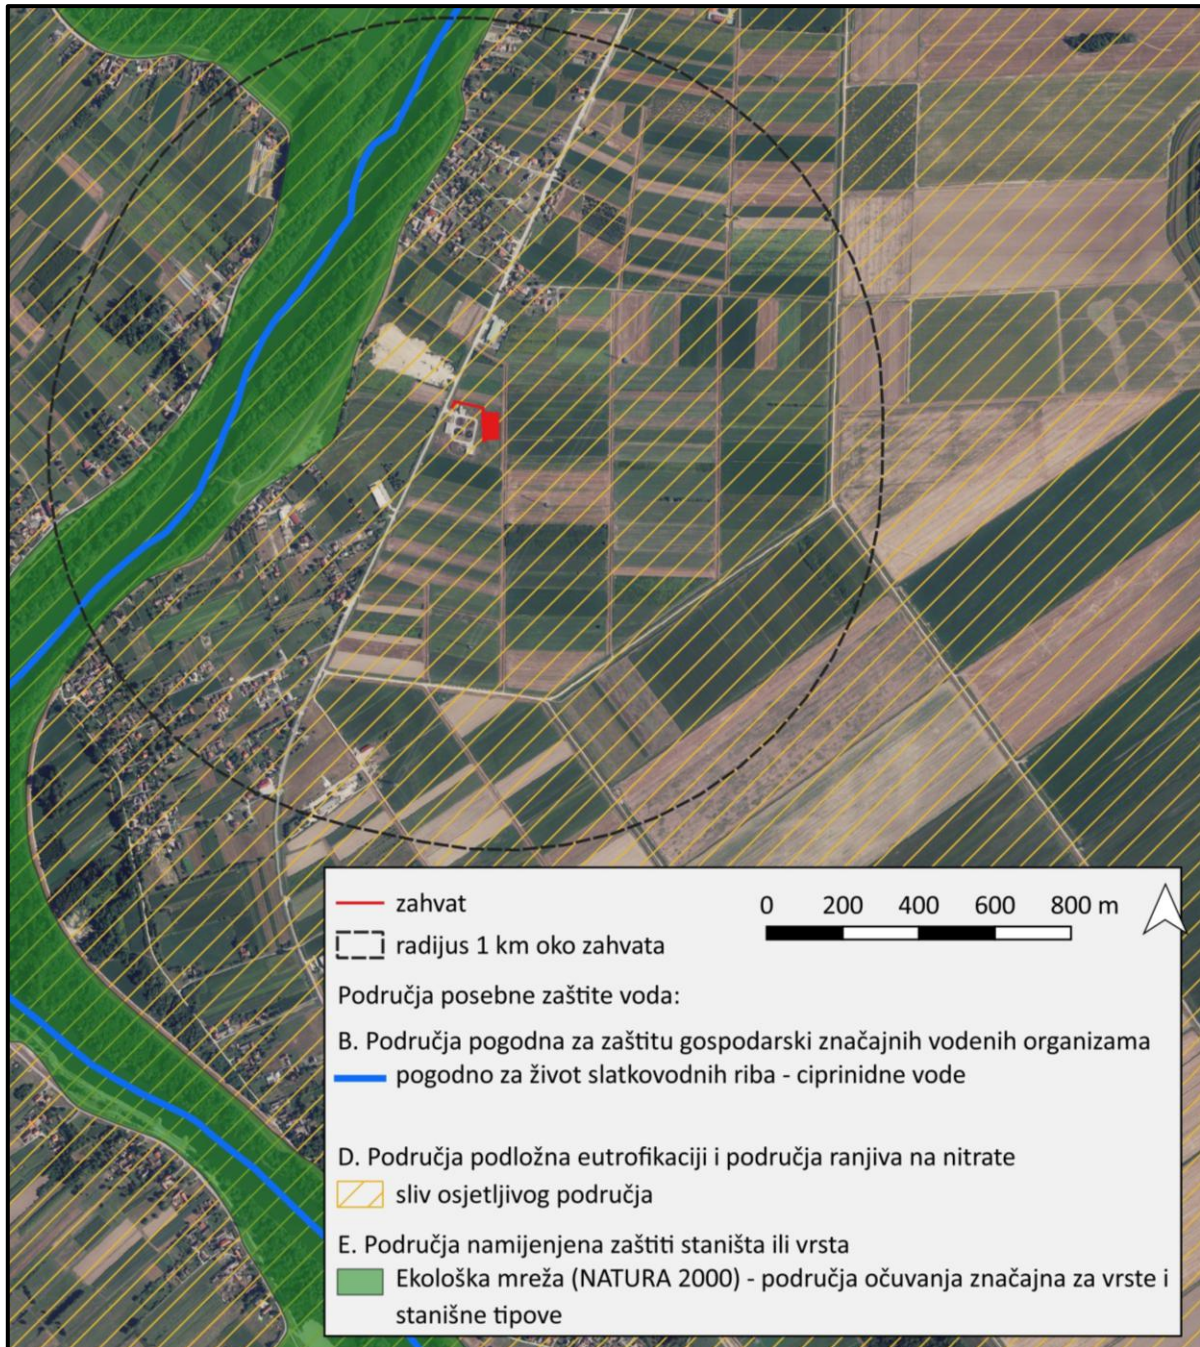 zahvat
0 200 400 600 800 m
radijus 1 km oko zahvata
Područja posebne zaštite voda:
B. Područja pogodna za zaštitu gospodarski značajnih vodenih organizama
pogodno za život slatkovodnih riba - ciprinidne vode
D. Područja podložna eutrofikaciji i područja ranjiva na nitrate
sliv osjetljivog područja
E. Područja namijenjena zaštiti staništa ili vrsta
Ekološka mreža (NATURA 2000) - područja očuvanja značajna za vrste i
stanišne tipove